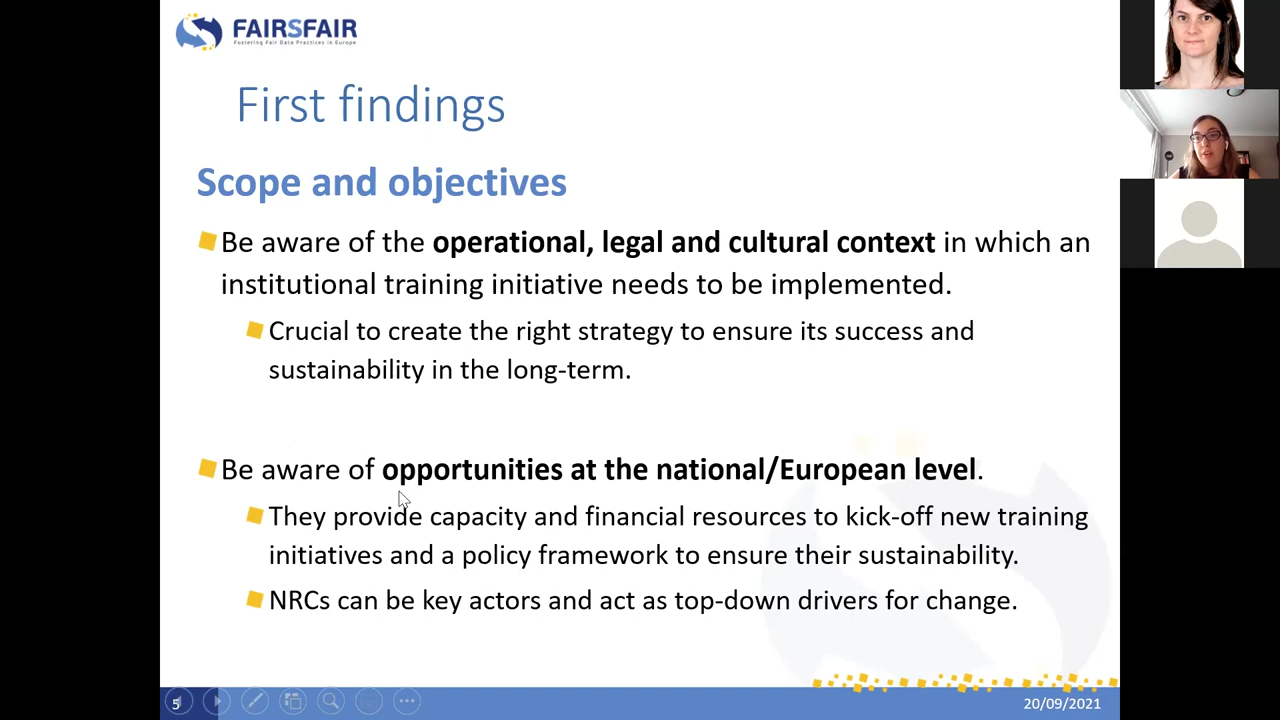 FAIRSFAIR
Fostering Fair Data Practices in Europe
First findings
Scope and objectives
Be aware of the operational, legal and cultural context in which an
institutional training initiative needs to be implemented.
Crucial to create the right strategy to ensure its success and
sustainability in the long-term.
Be aware of opportunities at the national/European level.
They provide capacity and financial resources to kick-off new training
initiatives and a policy framework to ensure their sustainability.
NRCs can be key actors and act as top-down drivers for change.
5
20/09/2021